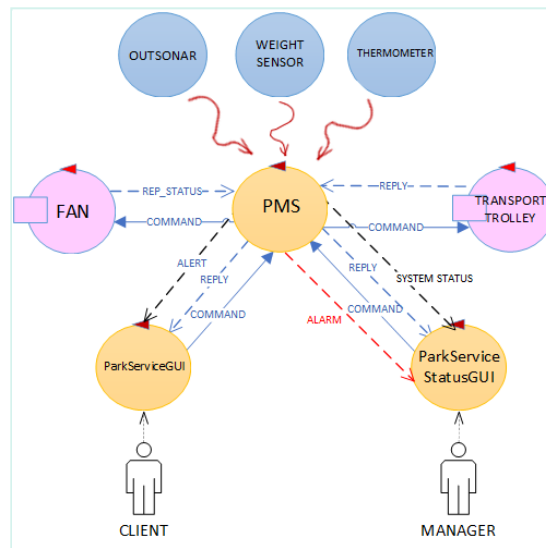 OUTSONAR
WEIGHT
SENSOR
THERMOMETER
FAN
REP_STATUS
COMMAND
PMS
REPLY
COMMAND
TRANSPORT
TROLLEY
ALERT
REPLY
COMMAND
ALARM
REPLY
COMMAND
SYSTEM STATUS
ParkServiceGUI
ParkService
StatusGUI
CLIENT
MANAGER